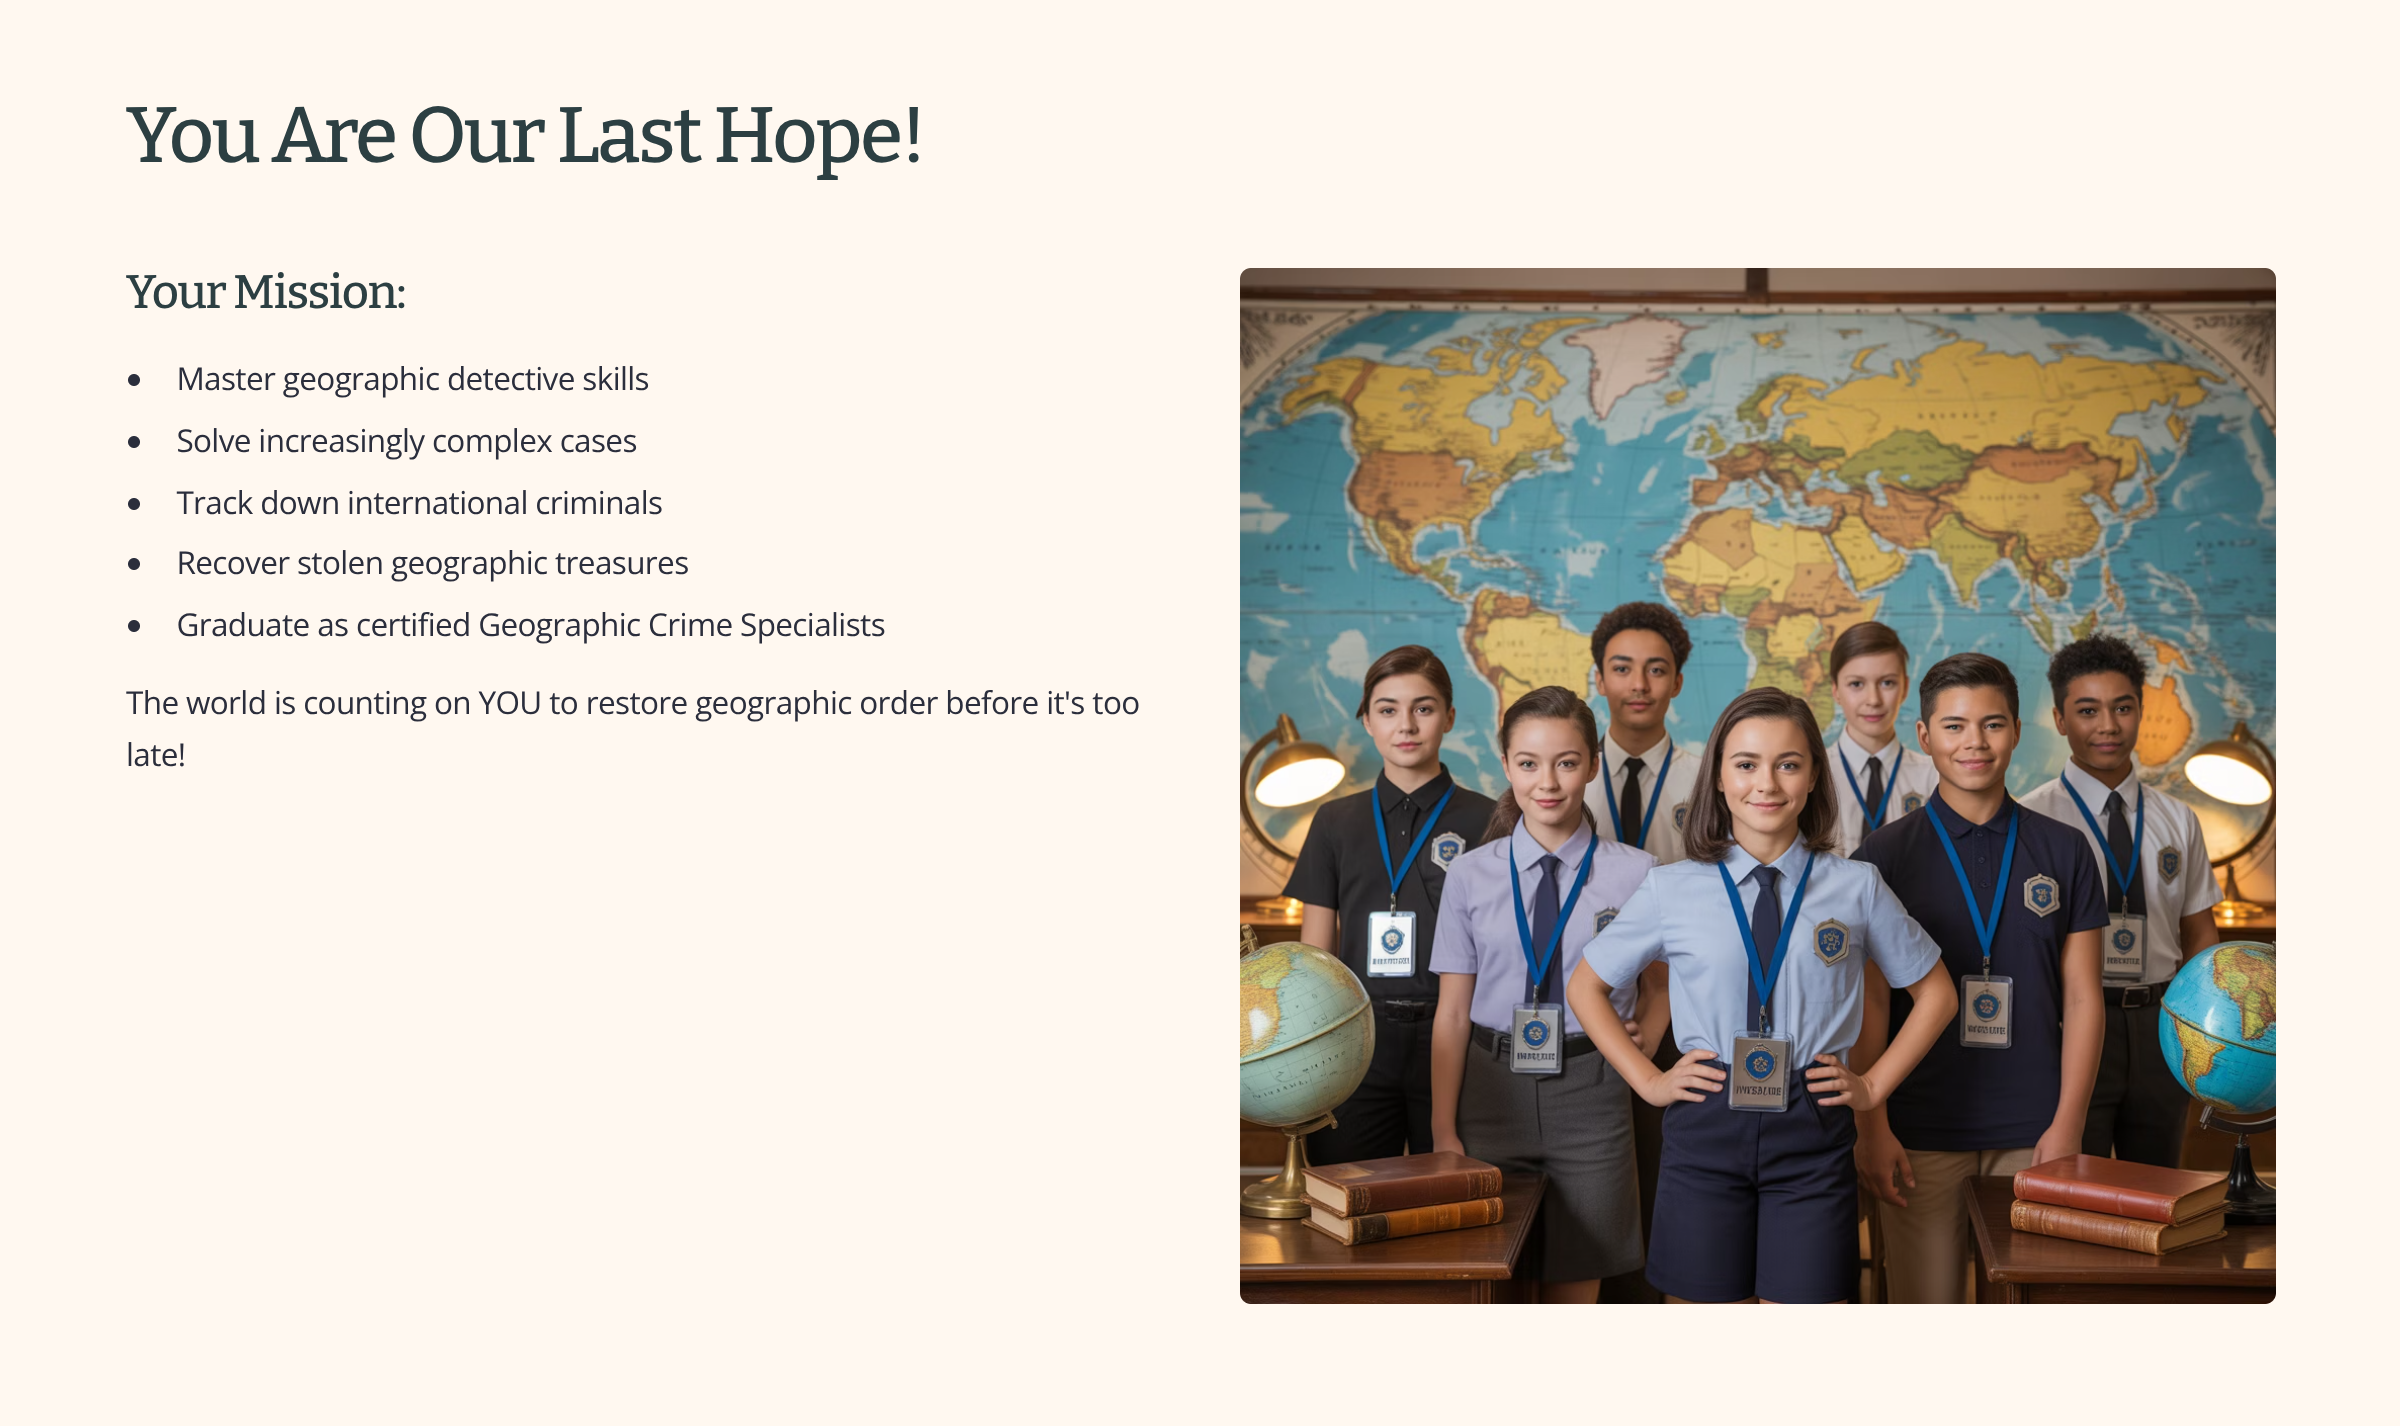 You Are Our Last Hope!
Your Mission:
• Master geographic detective skills
• Solve increasingly complex cases
• Track down international criminals
• Recover stolen geographic treasures
• Graduate as certified Geographic Crime Specialists
The world is counting on YOU to restore geographic order before it's too
late!